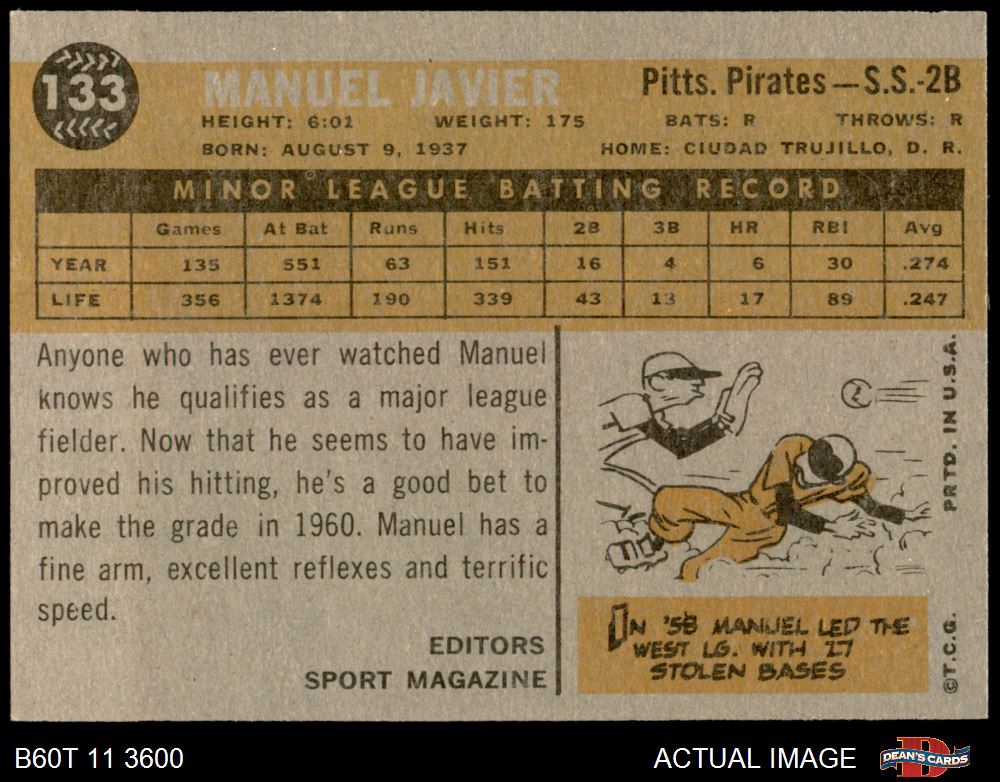 133
MANUEL JAVIER
Pitts. Pirates—S.S.-2B
HEIGHT: 6:01 WEIGHT: 175 BATS: R THROWS: R
BORN: AUGUST 9, 1937 HOME: CIUDAD TRUJILLO, D. R.
MINOR LEAGUE BATTING RECORD
Games At Bat Runs Hits 2B 3B HR RBI Avg
YEAR 135 551 63 151 16 4 6 30 .274
LIFE 356 1374 190 339 43 13 17 89 .247
Anyone who has ever watched Manuel
knows he qualifies as a major league
fielder. Now that he seems to have im-
proved his hitting, he's a good bet to
make the grade in 1960. Manuel has a
fine arm, excellent reflexes and terrific
speed.
EDITORS
SPORT MAGAZINE
IN '58 MANUEL LED THE
WEST LG. WITH 27
STOLEN BASES
©T.C.G. PRTD. IN U.S.A.
B60T 11 3600
ACTUAL IMAGE
DEAN'S CARDS